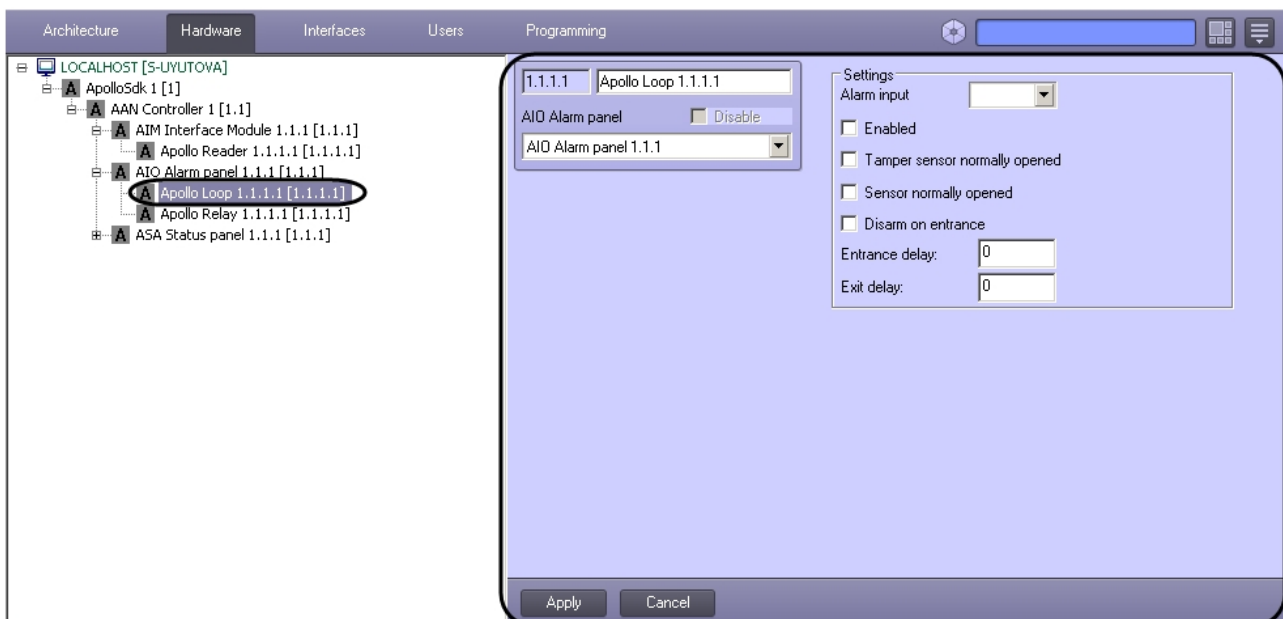 Architecture Hardware Interfaces Users Programming
LOCALHOST [S-UYUTOVA]
A ApolloSdk 1 [1]
A AAN Controller 1 [1.1]
A AIM Interface Module 1.1.1 [1.1.1]
A Apollo Reader 1.1.1.1 [1.1.1.1]
A AIO Alarm panel 1.1.1 [1.1.1]
A Apollo Loop 1.1.1.1 [1.1.1.1]
A Apollo Relay 1.1.1.1 [1.1.1.1]
A ASA Status panel 1.1.1 [1.1.1]
1.1.1.1 Apollo Loop 1.1.1.1
AIO Alarm panel Disable
AIO Alarm panel 1.1.1
Settings
Alarm input
Enabled
Tamper sensor normally opened
Sensor normally opened
Disarm on entrance
Entrance delay: 0
Exit delay: 0
Apply Cancel